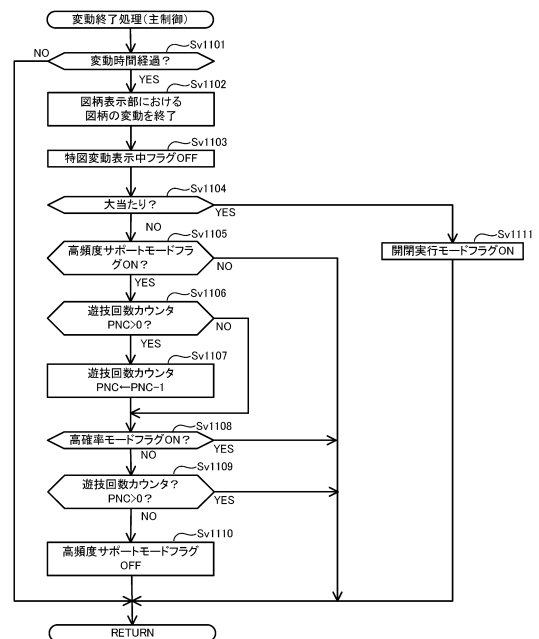 変動終了処理(主制御)
Sv1101
NO
変動時間経過?
YES
Sv1102
図柄表示部における
図柄の変動を終了
Sv1103
特図変動表示中フラグOFF
Sv1104
大当たり?
YES
NO
Sv1105
Sv1111
高頻度サポートモードフラ
グON?
開閉実行モードフラグON
NO
YES
Sv1106
遊技回数カウンタ
PNC>0?
NO
YES
Sv1107
遊技回数カウンタ
PNC←PNC-1
Sv1108
高確率モードフラグON?
YES
NO
Sv1109
遊技回数カウンタ?
PNC>0?
YES
NO
Sv1110
高頻度サポートモードフラグ
OFF
RETURN